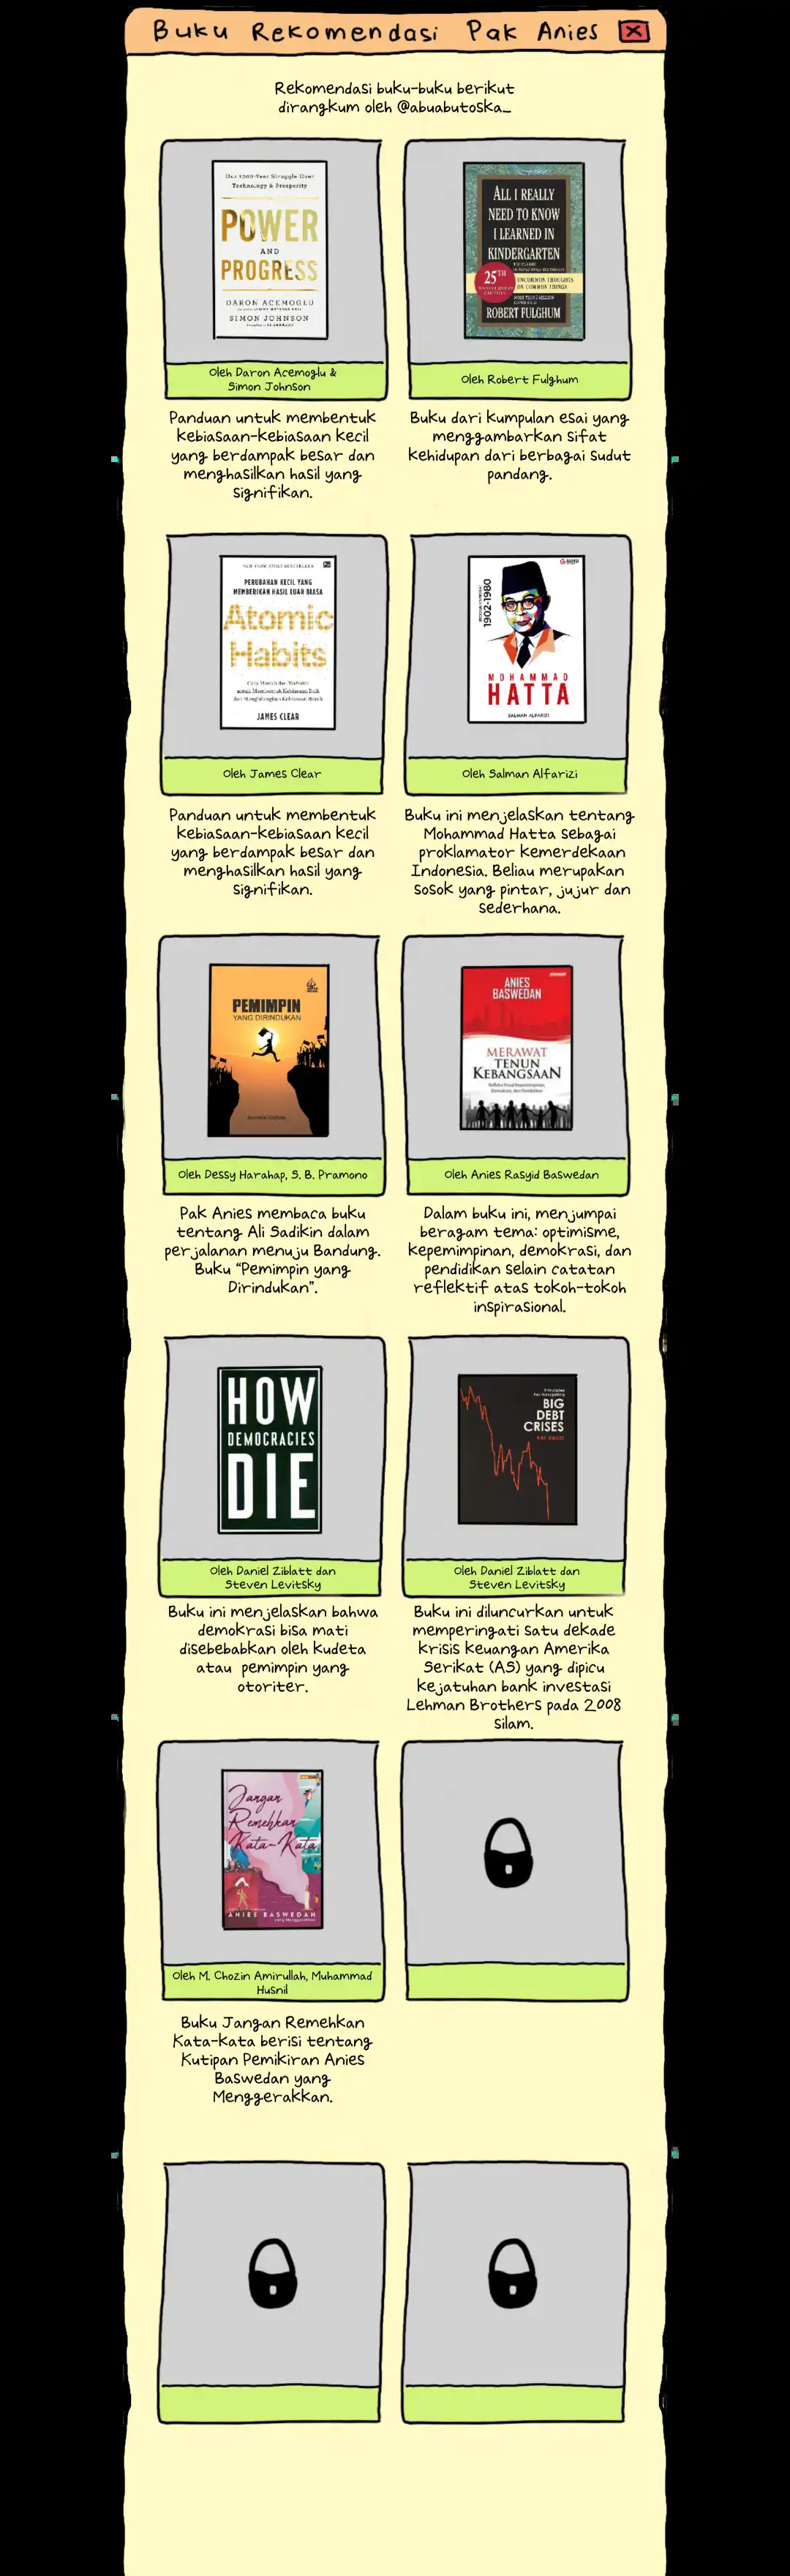 Buku Rekomendasi Pak Anies
Rekomendasi buku-buku berikut
dirangkum oleh @abuabutoska_
Our 1000-Year Struggle Over
Technology & Prosperity
POWER
AND
PROGRESS
DARON ACEMOGLU
SIMON JOHNSON
Oleh Daron Acemoglu &
Simon Johnson
Panduan untuk membentuk
kebiasaan-kebiasaan kecil
yang berdampak besar dan
menghasilkan hasil yang
signifikan.
ALL I REALLY
NEED TO KNOW
I LEARNED IN
KINDERGARTEN
25TH
UNCOMMON THOUGHTS
ON COMMON THINGS
ROBERT FULGHUM
Oleh Robert Fulghum
Buku dari kumpulan esai yang
menggambarkan sifat
kehidupan dari berbagai sudut
pandang.
PERUBAHAN KECIL YANG
MEMBERIKAN HASIL LUAR BIASA
Atomic
Habits
JAMES CLEAR
Oleh James Clear
Panduan untuk membentuk
kebiasaan-kebiasaan kecil
yang berdampak besar dan
menghasilkan hasil yang
signifikan.
1902-1980
MOHAMMAD
HATTA
SALMAN ALFARIZI
Oleh Salman Alfarizi
Buku ini menjelaskan tentang
Mohammad Hatta sebagai
proklamator kemerdekaan
Indonesia. Beliau merupakan
sosok yang pintar, jujur dan
sederhana.
PEMIMPIN
YANG DIRINDUKAN
Oleh Dessy Harahap, S. B. Pramono
Pak Anies membaca buku
tentang Ali Sadikin dalam
perjalanan menuju Bandung.
Buku “Pemimpin yang
Dirindukan”.
ANIES
BASWEDAN
MERAWAT
TENUN
KEBANGSAAN
Oleh Anies Rasyid Baswedan
Dalam buku ini, menjumpai
beragam tema: optimisme,
kepemimpinan, demokrasi, dan
pendidikan selain catatan
reflektif atas tokoh-tokoh
inspirasional.
HOW
DEMOCRACIES
DIE
Oleh Daniel Ziblatt dan
Steven Levitsky
Buku ini menjelaskan bahwa
demokrasi bisa mati
disebebabkan oleh kudeta
atau pemimpin yang
otoriter.
Principles
For Navigating
BIG
DEBT
CRISES
RAY DALIO
Oleh Daniel Ziblatt dan
Steven Levitsky
Buku ini diluncurkan untuk
memperingati satu dekade
krisis keuangan Amerika
Serikat (AS) yang dipicu
kejatuhan bank investasi
Lehman Brothers pada 2008
silam.
Jangan
Remehkan
Kata-Kata
ANIES BASWEDAN
yang Menggerakkan
Oleh M. Chozin Amirullah, Muhammad
Husnil
Buku Jangan Remehkan
Kata-kata berisi tentang
Kutipan Pemikiran Anies
Baswedan yang
Menggerakkan.